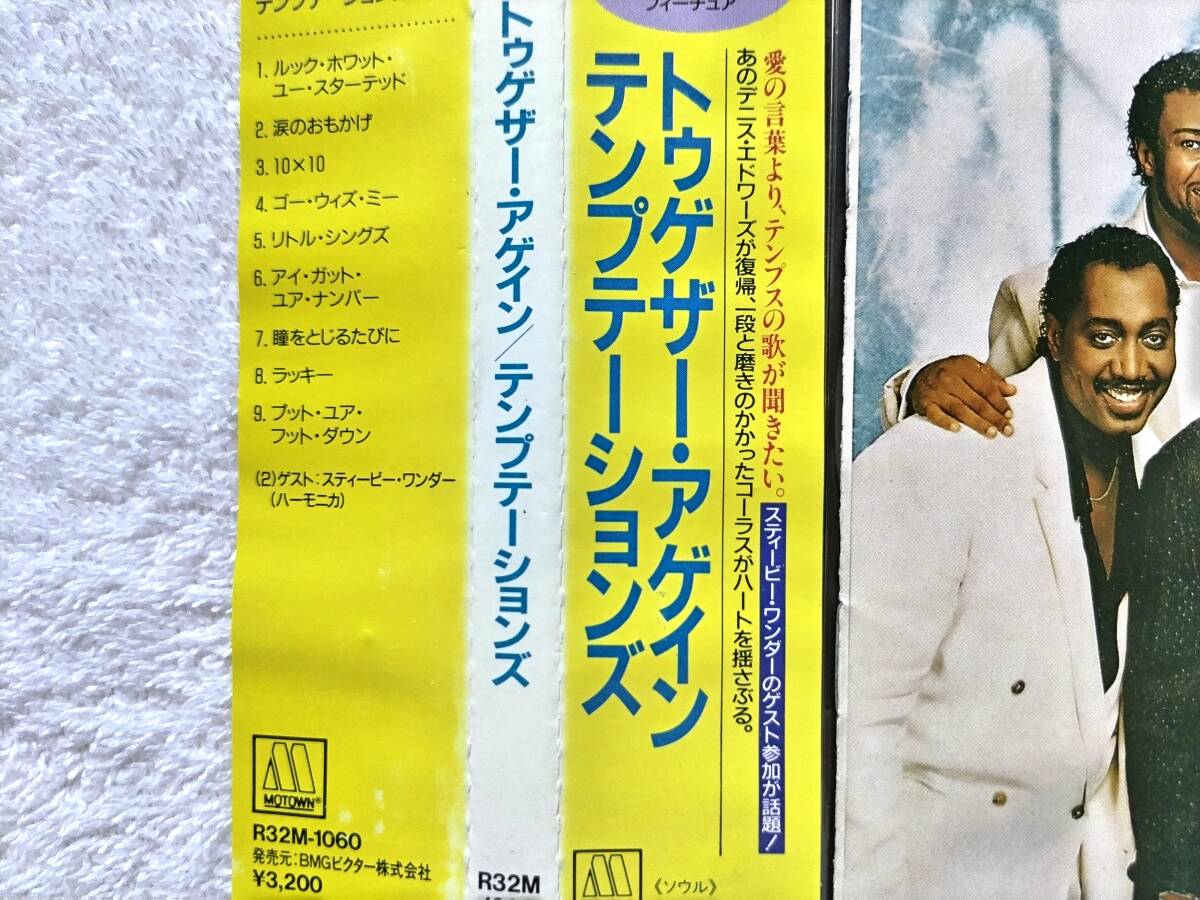 テンプテーションズ
1. ルック・ホワット・
ユー・スターテッド
2. 涙のおもかげ
3. 10×10
4. ゴー・ウィズ・ミー
5. リトル・シングズ
6. アイ・ガット・
ユア・ナンバー
7. 瞳をとじるたびに
8. ラッキー
9. プット・ユア・
フット・ダウン
(2)ゲスト:スティービー・ワンダー
(ハーモニカ)
MOTOWN®
R32M-1060
発売元:BMGビクター株式会社
¥3,200
トゥゲザー・アゲイン/テンプテーションズ
R32M
フィーチュア
愛の言葉より、テンプスの歌が聞きたい。
スティービー・ワンダーのゲスト参加が話題!
あのデニス・エドワーズが復帰、一段と磨きのかかったコーラスがハートを揺さぶる。
トゥゲザー・アゲイン
テンプテーションズ
《ソウル》